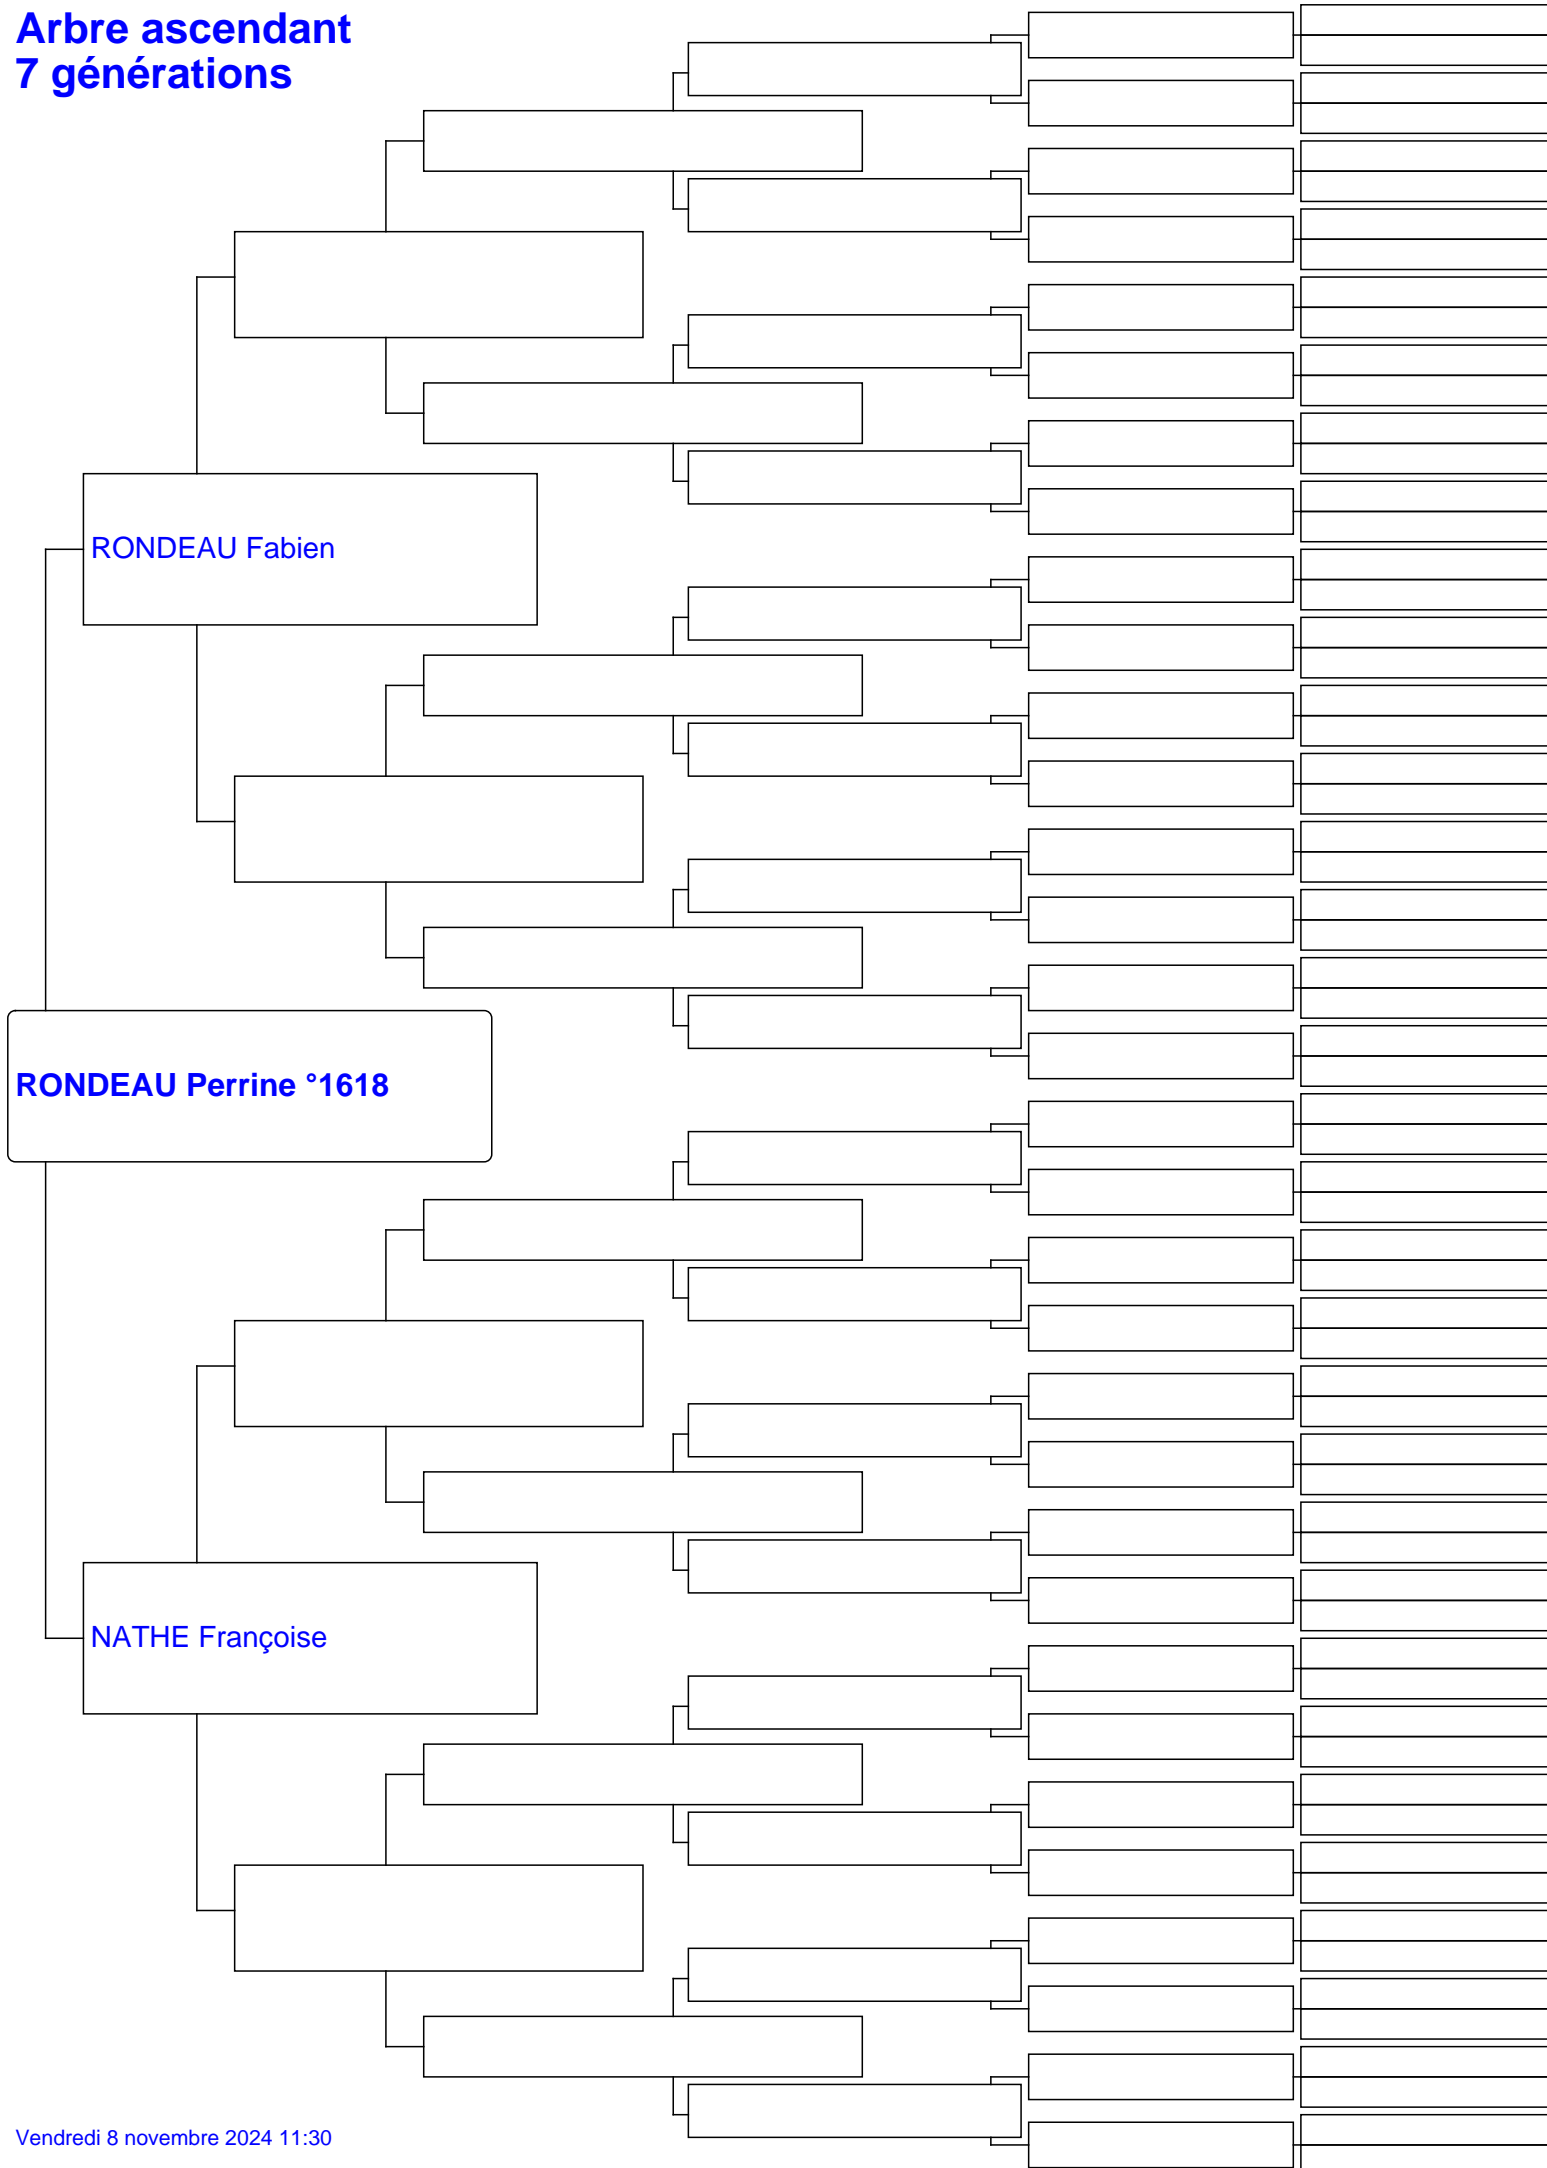 Arbre ascendant
7 générations
RONDEAU Fabien
RONDEAU Perrine °1618
NATHE Françoise
Vendredi 8 novembre 2024 11:30